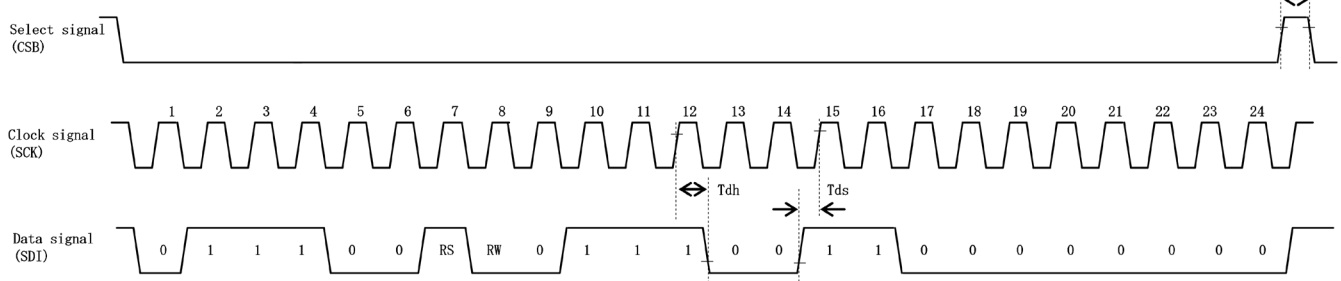 Select signal
(CSB)
1 2 3 4 5 6 7 8 9 10 11 12 13 14 15 16 17 18 19 20 21 22 23 24
Clock signal
(SCK)
Tdh Tds
Data signal
(SDI)
0 1 1 1 0 0 RS RW 0 1 1 1 0 0 1 1 0 0 0 0 0 0 0 0